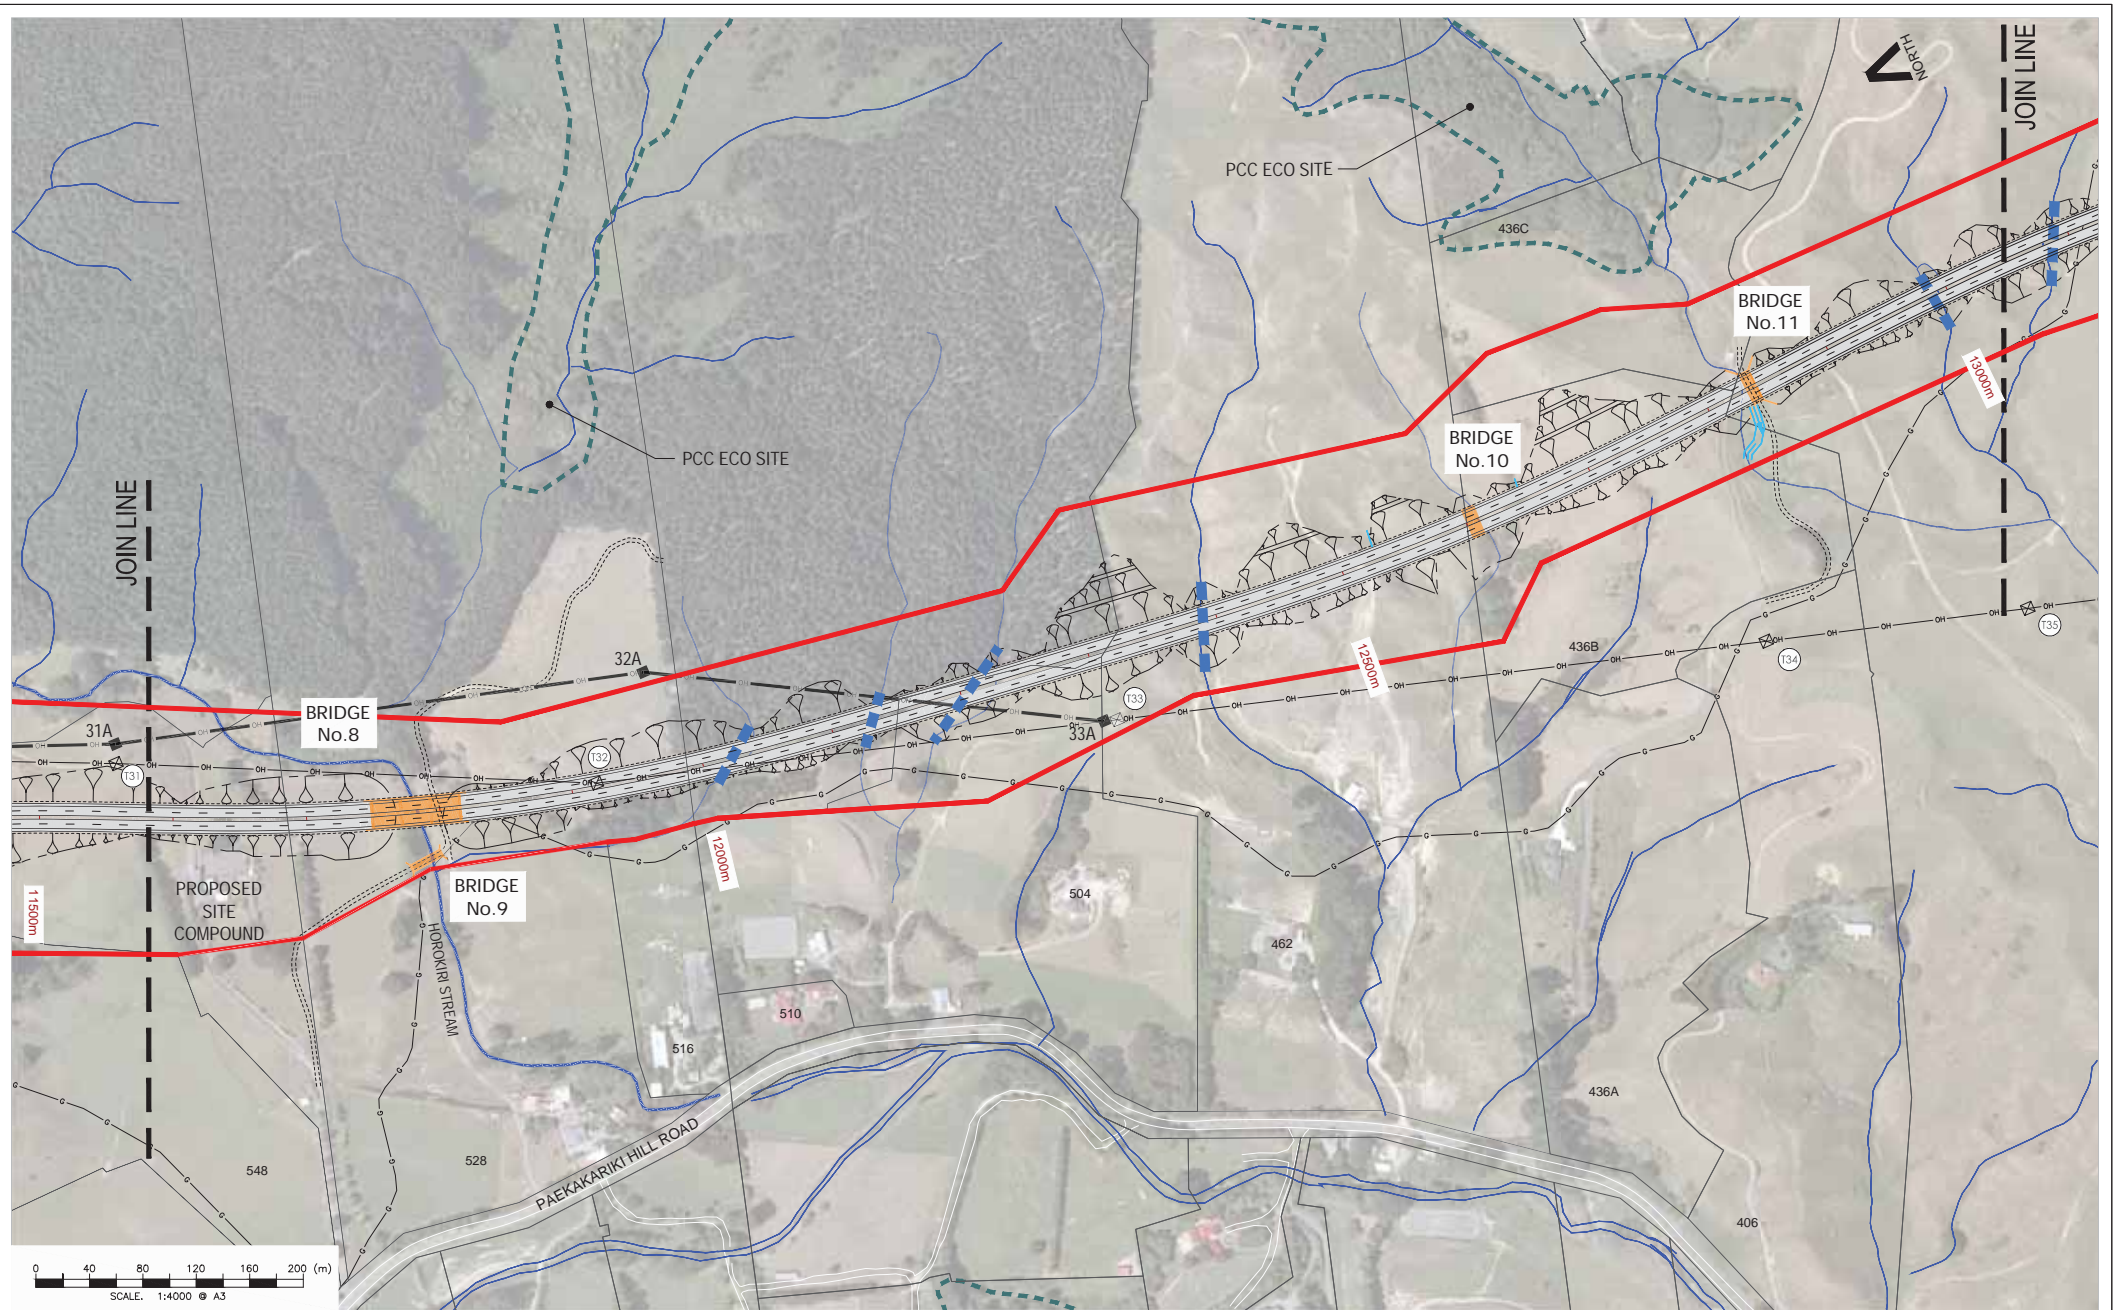 NORTH
JOIN LINE
PCC ECO SITE
436C
BRIDGE
No.11
13000m
BRIDGE
No.10
PCC ECO SITE
JOIN LINE
T35
T34
436B
12500m
32A
T33
33A
BRIDGE
No.8
31A
T31
T32
OH
G
12000m
11500m
PROPOSED
SITE
COMPOUND
BRIDGE
No.9
HOROKIRI STREAM
504
462
510
516
436A
PAEKAKARIKI HILL ROAD
548
528
406
0 40 80 120 160 200 (m)
SCALE. 1:4000 @ A3